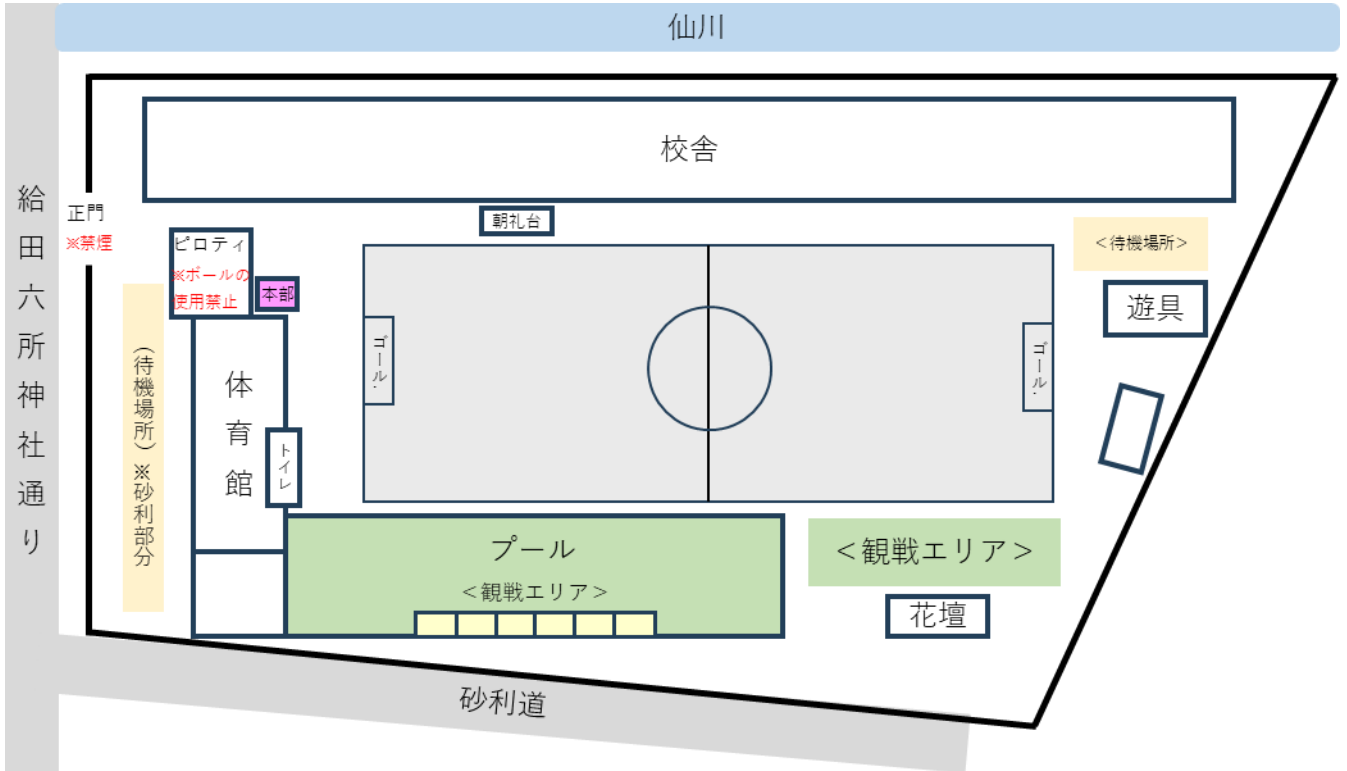 仙川
校舎
給田六所神社通り
正門
※禁煙
朝礼台
ピロティ
※ボールの
使用禁止
本部
＜待機場所＞
遊具
ゴール.
ゴール.
（待機場所）※砂利部分
体育館
トイレ
プール
＜観戦エリア＞
＜観戦エリア＞
花壇
砂利道